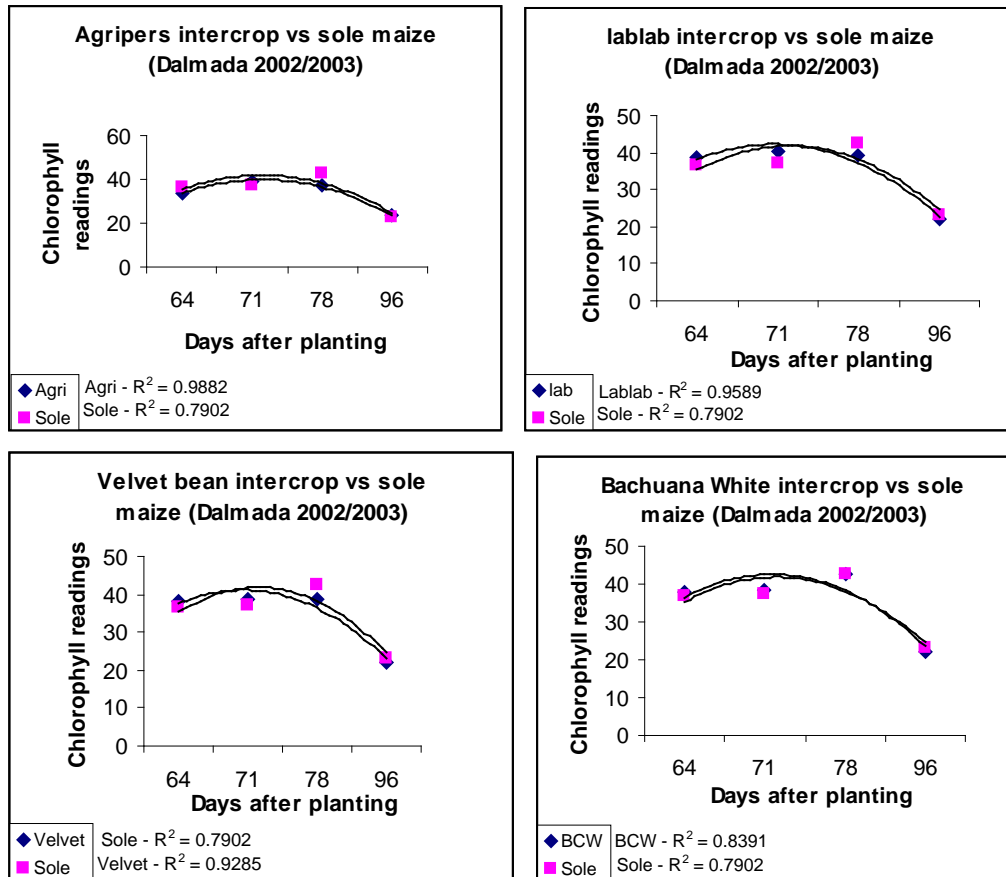 Agripers intercrop vs sole maize
(Dalmada 2002/2003)
Chlorophyll
readings
60
40
20
0
64 71 78 96
Days after planting
Agri
Sole
Agri - R² = 0.9882
Sole - R² = 0.7902
lablab intercrop vs sole maize
(Dalmada 2002/2003)
Chlorophyll readings
50
40
30
20
10
0
64 71 78 96
Days after planting
lab
Sole
Lablab - R² = 0.9589
Sole - R² = 0.7902
Velvet bean intercrop vs sole
maize (Dalmada 2002/2003)
Chlorophyll readings
50
40
30
20
10
0
64 71 78 96
Days after planting
Velvet
Sole
Sole - R² = 0.7902
Velvet - R² = 0.9285
Bachuana White intercrop vs sole
maize (Dalmada 2002/2003)
Chlorophyll readings
50
40
30
20
10
0
64 71 78 96
Days after planting
BCW
Sole
BCW - R² = 0.8391
Sole - R² = 0.7902